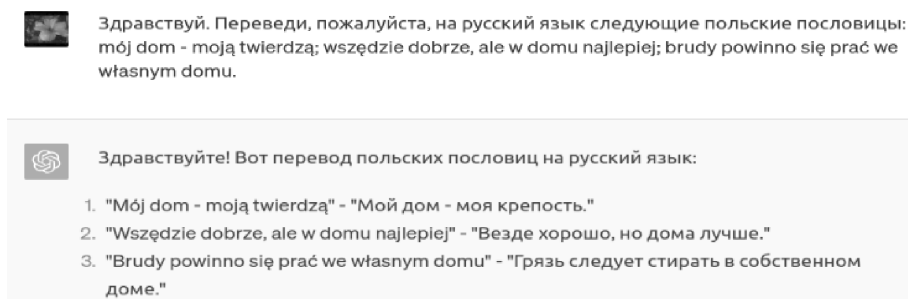 Здравствуй. Переведи, пожалуйста, на русский язык следующие польские пословицы:
mój dom - moją twierdzą; wszędzie dobrze, ale w domu najlepiej; brudy powinno się prać we
własnym domu.
Здравствуйте! Вот перевод польских пословиц на русский язык:
1. "Mój dom - moją twierdzą" - "Мой дом - моя крепость."
2. "Wszędzie dobrze, ale w domu najlepiej" - "Везде хорошо, но дома лучше."
3. "Brudy powinno się prać we własnym domu" - "Грязь следует стирать в собственном
доме."